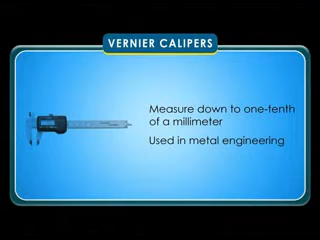 VERNIER CALIPERS
Measure down to one-tenth
of a millimeter
Used in metal engineering